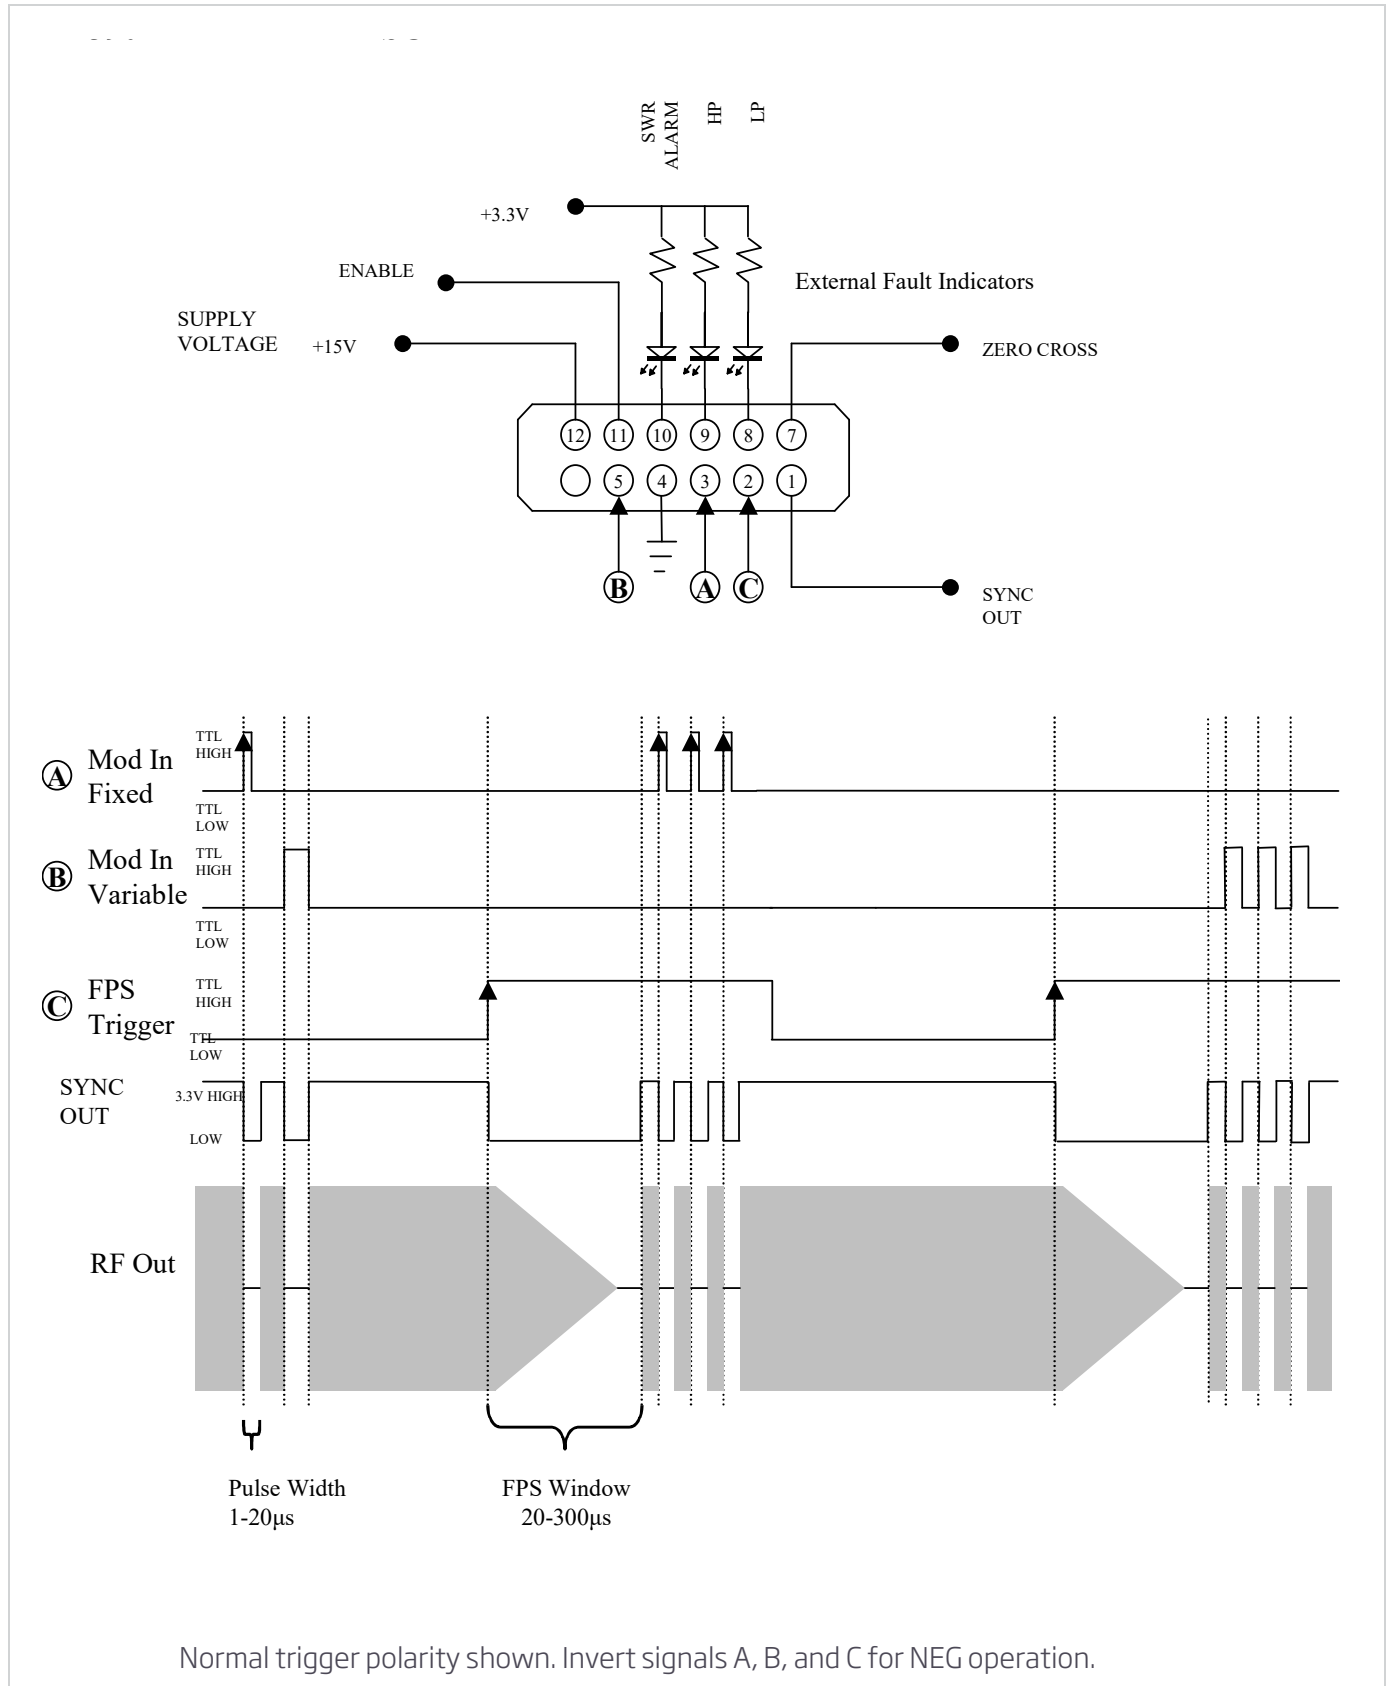 SWR
ALARM
HP
LP
+3.3V
ENABLE
External Fault Indicators
SUPPLY
VOLTAGE
+15V
ZERO CROSS
12 11 10 9 8 7
5 4 3 2 1
B A C
SYNC
OUT
A
Mod In
Fixed
TTL
HIGH
TTL
LOW
B
Mod In
Variable
TTL
HIGH
TTL
LOW
C
FPS
Trigger
TTL
HIGH
TTL
LOW
SYNC
OUT
3.3V HIGH
LOW
RF Out
Pulse Width
1-20μs
FPS Window
20-300μs
Normal trigger polarity shown. Invert signals A, B, and C for NEG operation.